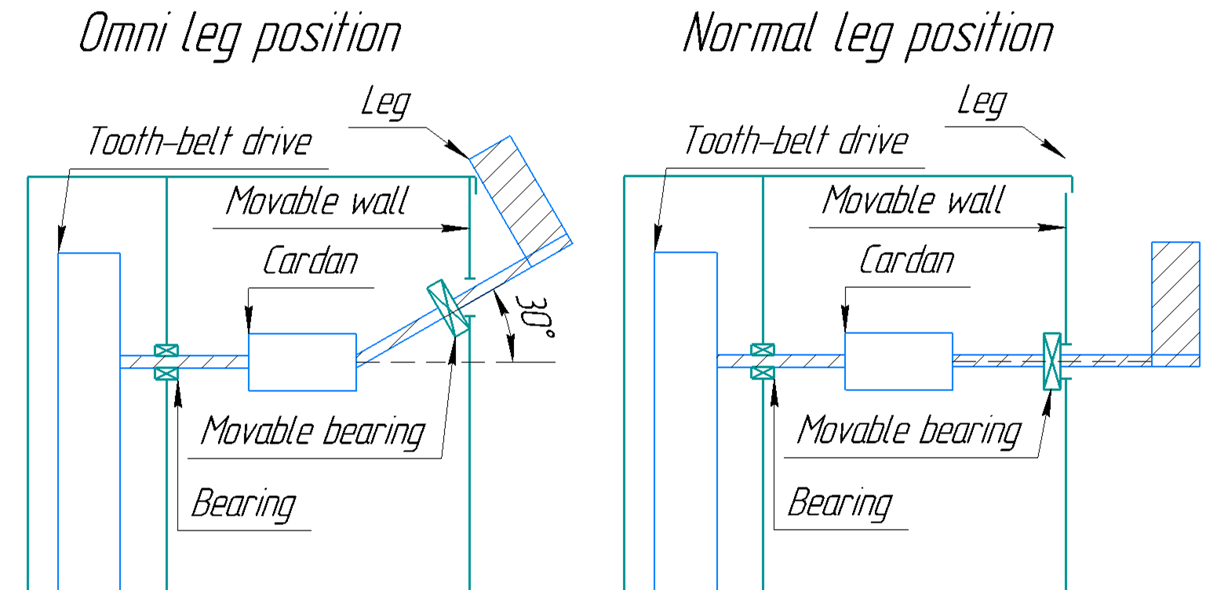 Omni leg position
Leg
Tooth-belt drive
Movable wall
Cardan
30°
Movable bearing
Bearing
Normal leg position
Leg
Tooth-belt drive
Movable wall
Cardan
Movable bearing
Bearing